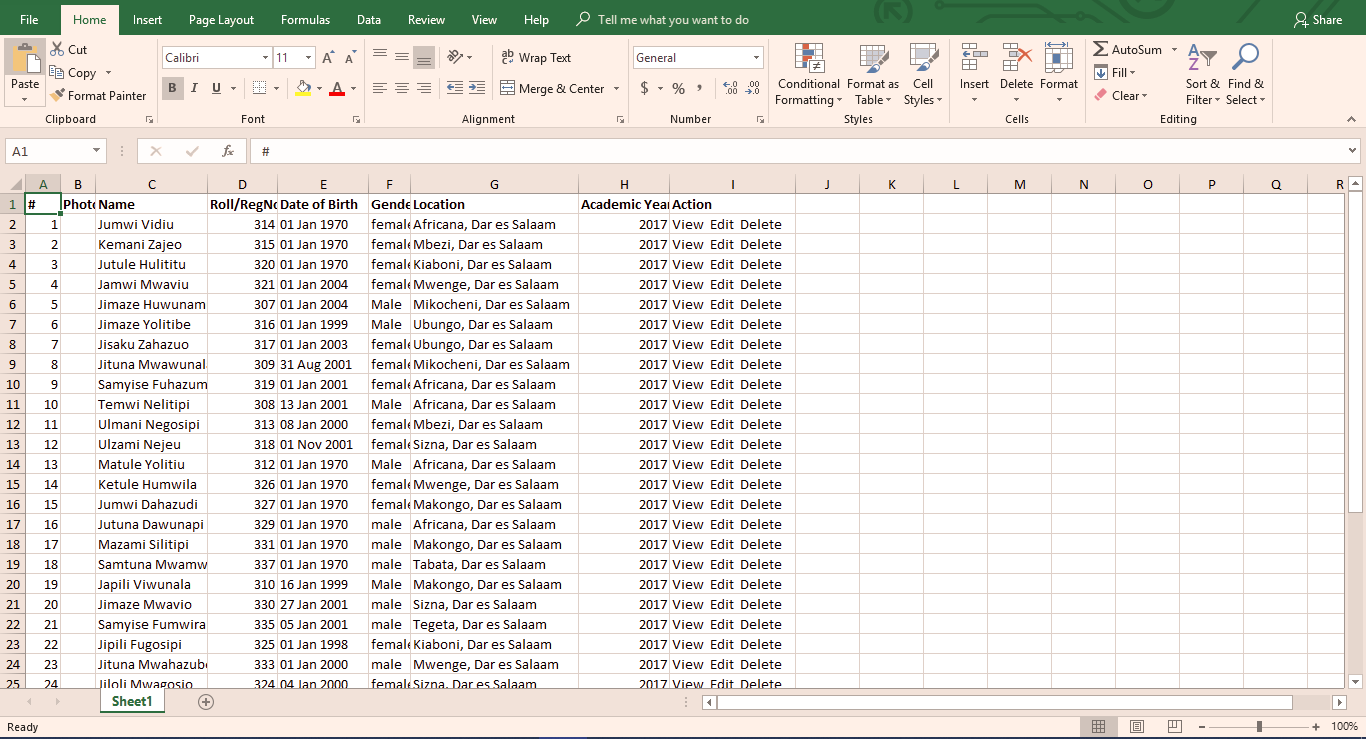 File Home Insert Page Layout Formulas Data Review View Help Tell me what you want to do Share
Paste Cut Copy Format Painter Clipboard
Calibri 11 A A B I U A Font
Wrap Text Merge & Center Alignment
General $ % , .00 .0 Number
Conditional Formatting Format as Table Cell Styles Styles
Insert Delete Format Cells
AutoSum Fill Clear Sort & Filter Find & Select Editing
A1 fx #
A B C D E F G H I J K L M N O P Q R
1 # Phot Name Roll/RegNo Date of Birth Gende Location Academic Year Action
2 1 Jumwi Vidiu 314 01 Jan 1970 female Africana, Dar es Salaam 2017 View Edit Delete
3 2 Kemani Zajeo 315 01 Jan 1970 female Mbezi, Dar es Salaam 2017 View Edit Delete
4 3 Jutule Hulititu 320 01 Jan 1970 female Kiaboni, Dar es Salaam 2017 View Edit Delete
5 4 Jamwi Mwaviu 321 01 Jan 2004 female Mwenge, Dar es Salaam 2017 View Edit Delete
6 5 Jimaze Huwunam 307 01 Jan 2004 Male Mikocheni, Dar es Salaam 2017 View Edit Delete
7 6 Jimaze Yolitibe 316 01 Jan 1999 Male Ubungo, Dar es Salaam 2017 View Edit Delete
8 7 Jisaku Zahazuo 317 01 Jan 2003 female Ubungo, Dar es Salaam 2017 View Edit Delete
9 8 Jituna Mwawunal 309 31 Aug 2001 female Mikocheni, Dar es Salaam 2017 View Edit Delete
10 9 Samyise Fuhazum 319 01 Jan 2001 female Africana, Dar es Salaam 2017 View Edit Delete
11 10 Temwi Nelitipi 308 13 Jan 2001 Male Africana, Dar es Salaam 2017 View Edit Delete
12 11 Ulmani Negosipi 313 08 Jan 2000 female Mbezi, Dar es Salaam 2017 View Edit Delete
13 12 Ulzami Nejeu 318 01 Nov 2001 female Sizna, Dar es Salaam 2017 View Edit Delete
14 13 Matule Yolitiu 312 01 Jan 1970 Male Africana, Dar es Salaam 2017 View Edit Delete
15 14 Ketule Humwila 326 01 Jan 1970 female Mwenge, Dar es Salaam 2017 View Edit Delete
16 15 Jumwi Dahazudi 327 01 Jan 1970 female Makongo, Dar es Salaam 2017 View Edit Delete
17 16 Jutuna Dawunapi 329 01 Jan 1970 male Africana, Dar es Salaam 2017 View Edit Delete
18 17 Mazami Silitipi 331 01 Jan 1970 male Makongo, Dar es Salaam 2017 View Edit Delete
19 18 Samtuna Mwamw 337 01 Jan 1970 male Tabata, Dar es Salaam 2017 View Edit Delete
20 19 Japili Viwunala 310 16 Jan 1999 Male Makongo, Dar es Salaam 2017 View Edit Delete
21 20 Jimaze Mwavio 330 27 Jan 2001 male Sizna, Dar es Salaam 2017 View Edit Delete
22 21 Samyise Fumwira 335 05 Jan 2001 male Tegeta, Dar es Salaam 2017 View Edit Delete
23 22 Jipili Fugosipi 325 01 Jan 1998 female Kiaboni, Dar es Salaam 2017 View Edit Delete
24 23 Jituna Mwahazub 333 01 Jan 2000 male Mwenge, Dar es Salaam 2017 View Edit Delete
25 24 Jiloli Mwagosio 324 04 Jan 2000 female Sizna, Dar es Salaam 2017 View Edit Delete
Sheet1
Ready 100%